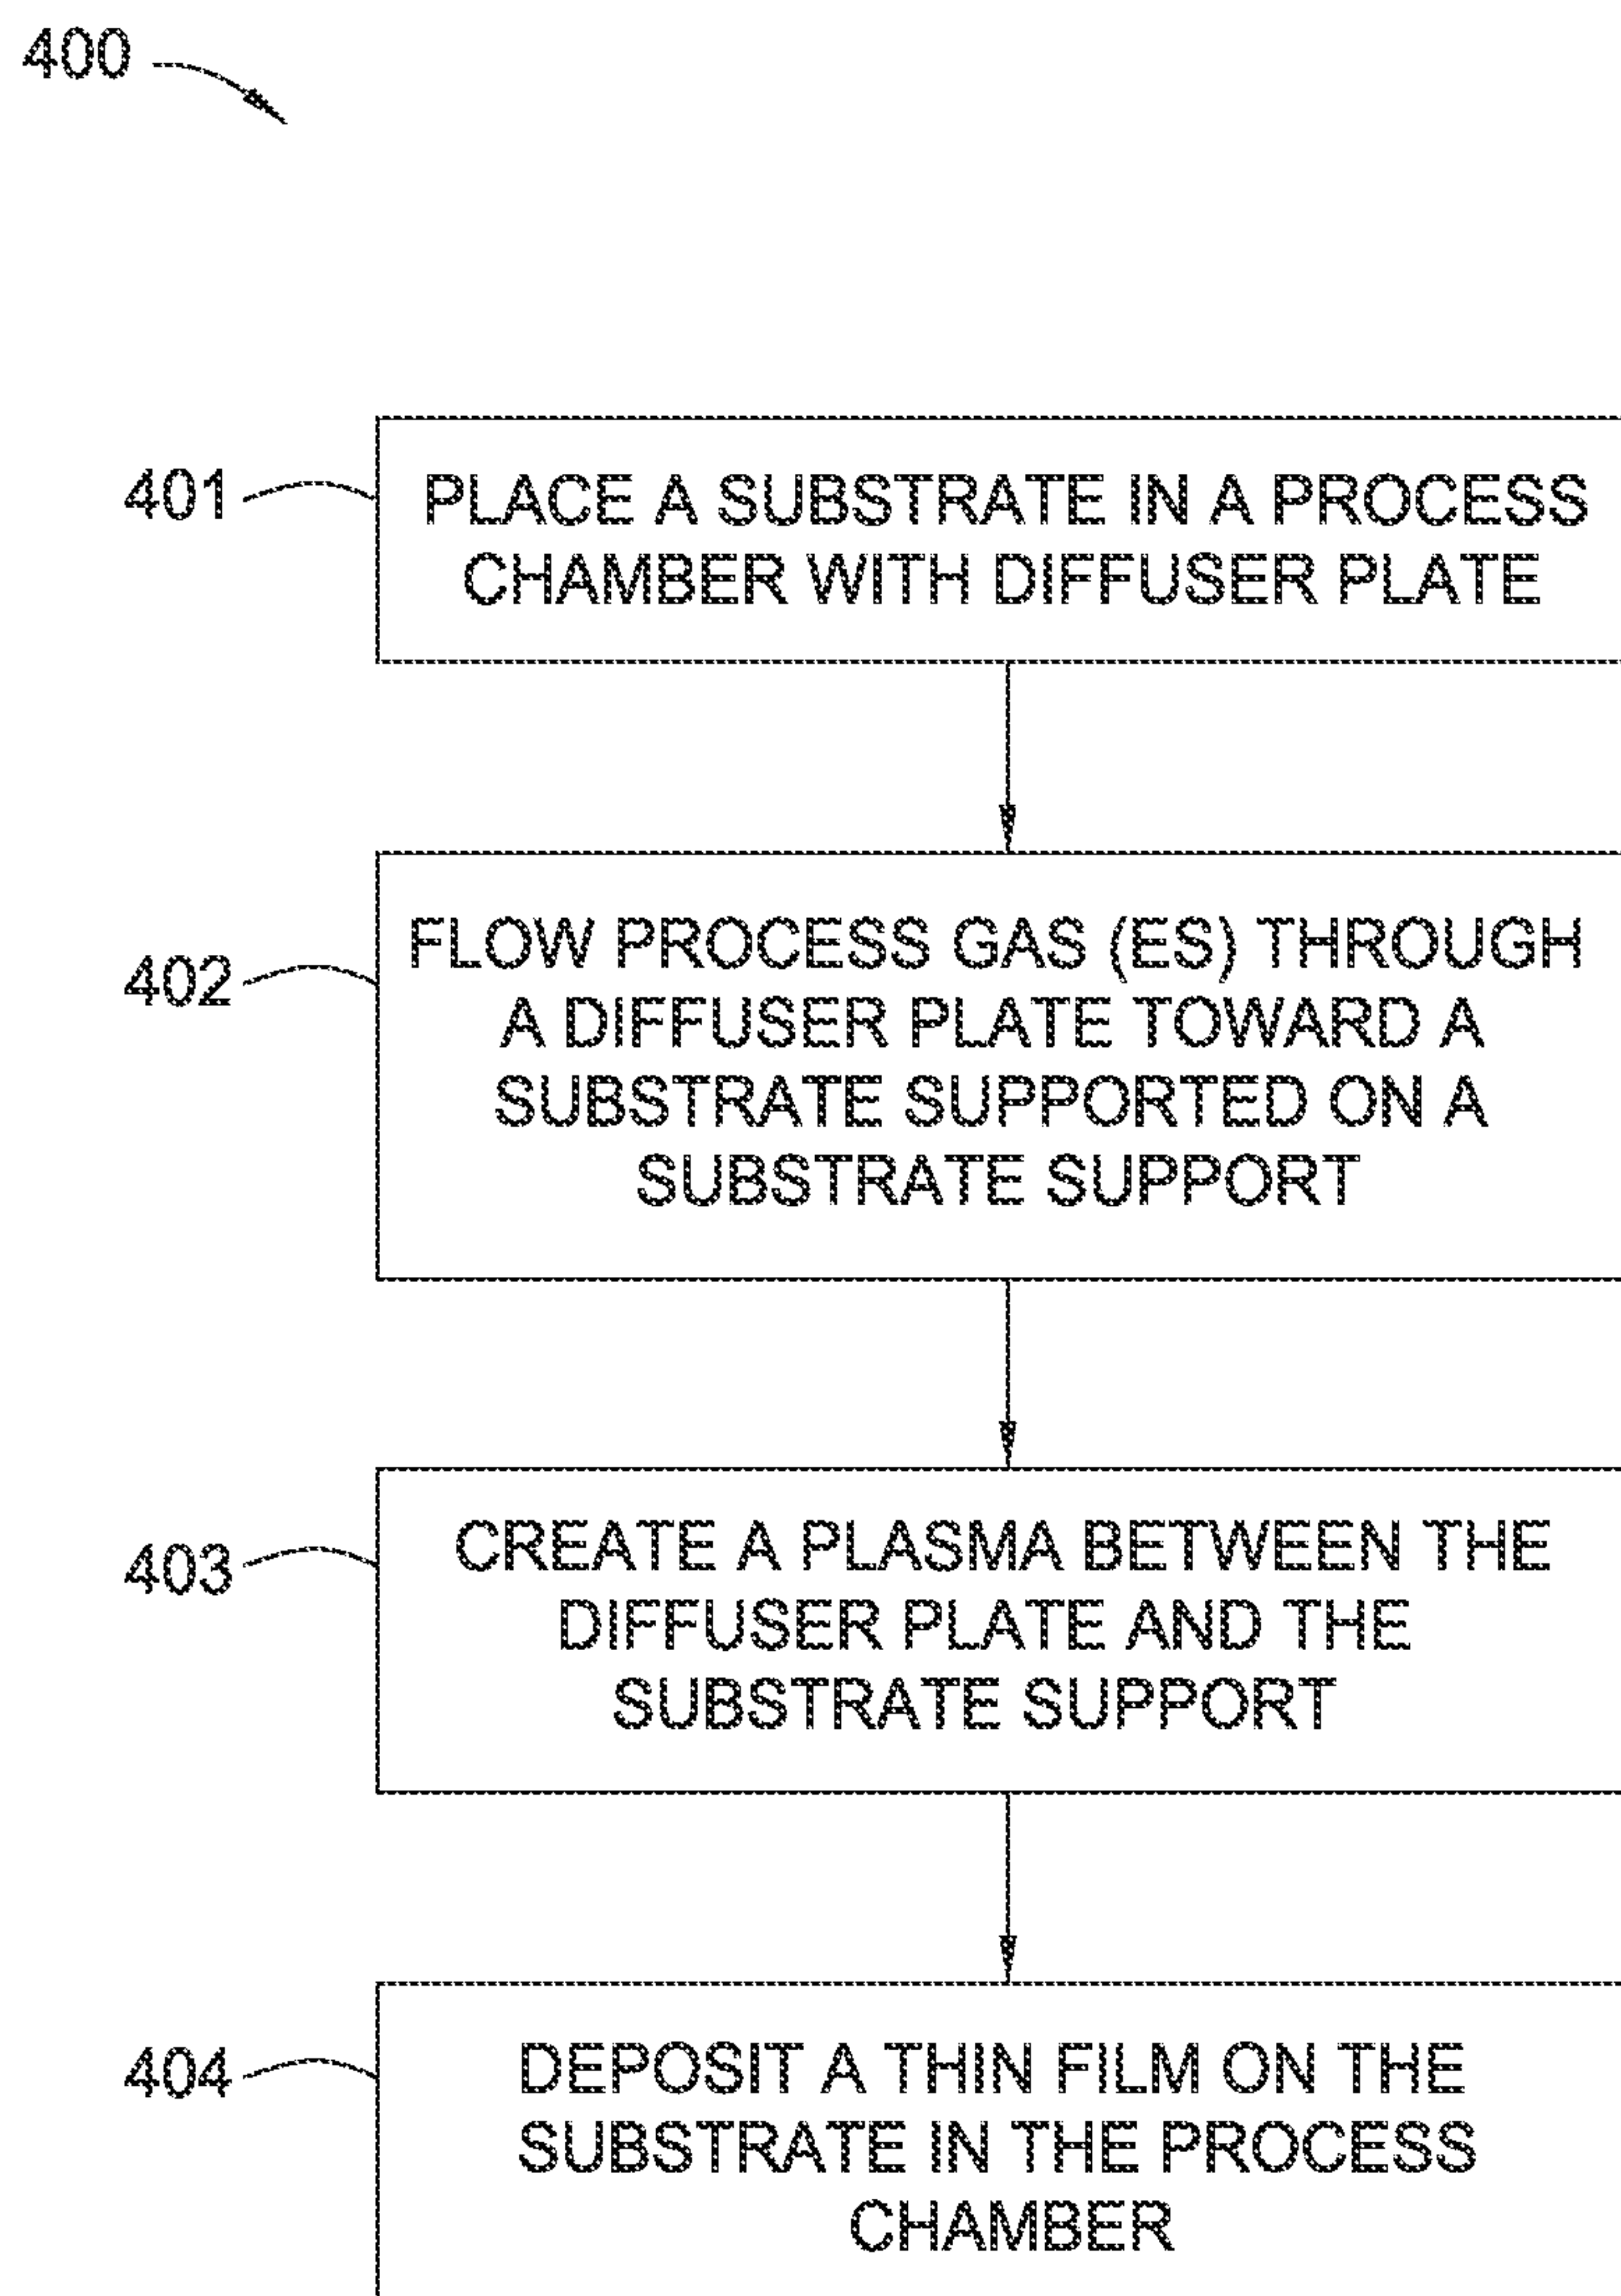 400
401
PLACE A SUBSTRATE IN A PROCESS
CHAMBER WITH DIFFUSER PLATE
402
FLOW PROCESS GAS (ES) THROUGH
A DIFFUSER PLATE TOWARD A
SUBSTRATE SUPPORTED ON A
SUBSTRATE SUPPORT
403
CREATE A PLASMA BETWEEN THE
DIFFUSER PLATE AND THE
SUBSTRATE SUPPORT
404
DEPOSIT A THIN FILM ON THE
SUBSTRATE IN THE PROCESS
CHAMBER